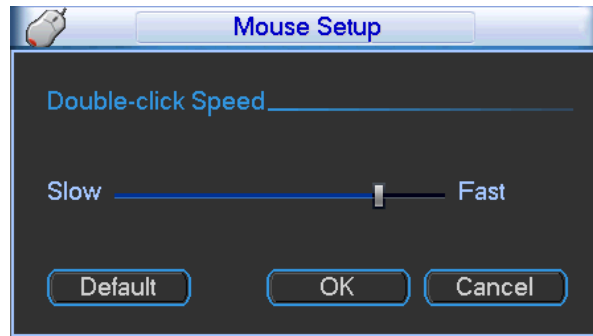 Mouse Setup
Double-click Speed
Slow Fast
Default OK Cancel